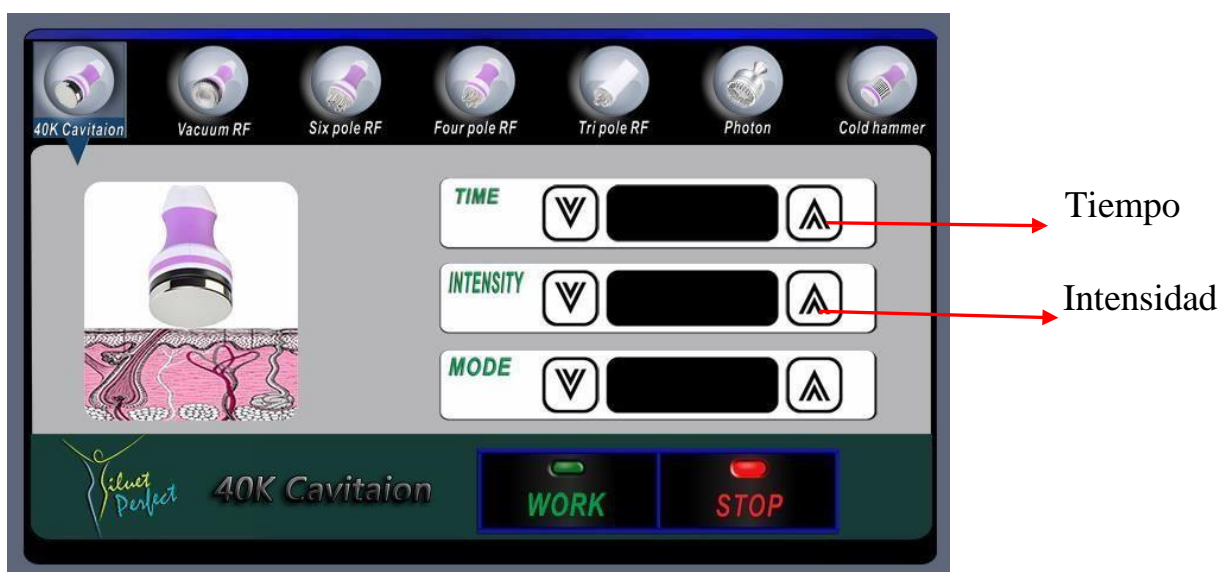 40K Cavitaion
Vacuum RF
Six pole RF
Four pole RF
Tri pole RF
Photon
Cold hammer
TIME
Tiempo
INTENSITY
Intensidad
MODE
Siluet
Perfect
40K Cavitaion
WORK
STOP